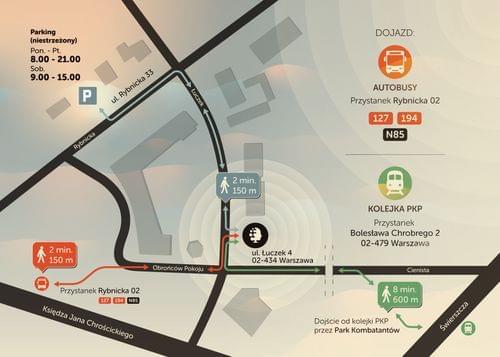 Parking
(niestrzeżony)
Pon. - Pt.
8.00 - 21.00
Sob.
9.00 - 15.00
P
ul. Rybnicka 33
Rybnicka
Łuczek
DOJAZD:
AUTOBUSY
Przystanek Rybnicka 02
127 194
N85
KOLEJKA PKP
Przystanek
Bolesława Chrobrego 2
02-479 Warszawa
2 min.
150 m
ul. Łuczek 4
02-434 Warszawa
2 min.
150 m
Obrońców Pokoju
Przystanek Rybnicka 02
127 194 N85
Księdza Jana Chrościckiego
Cienista
8 min.
600 m
Dojście od kolejki PKP
przez Park Kombatantów
Świerszcza